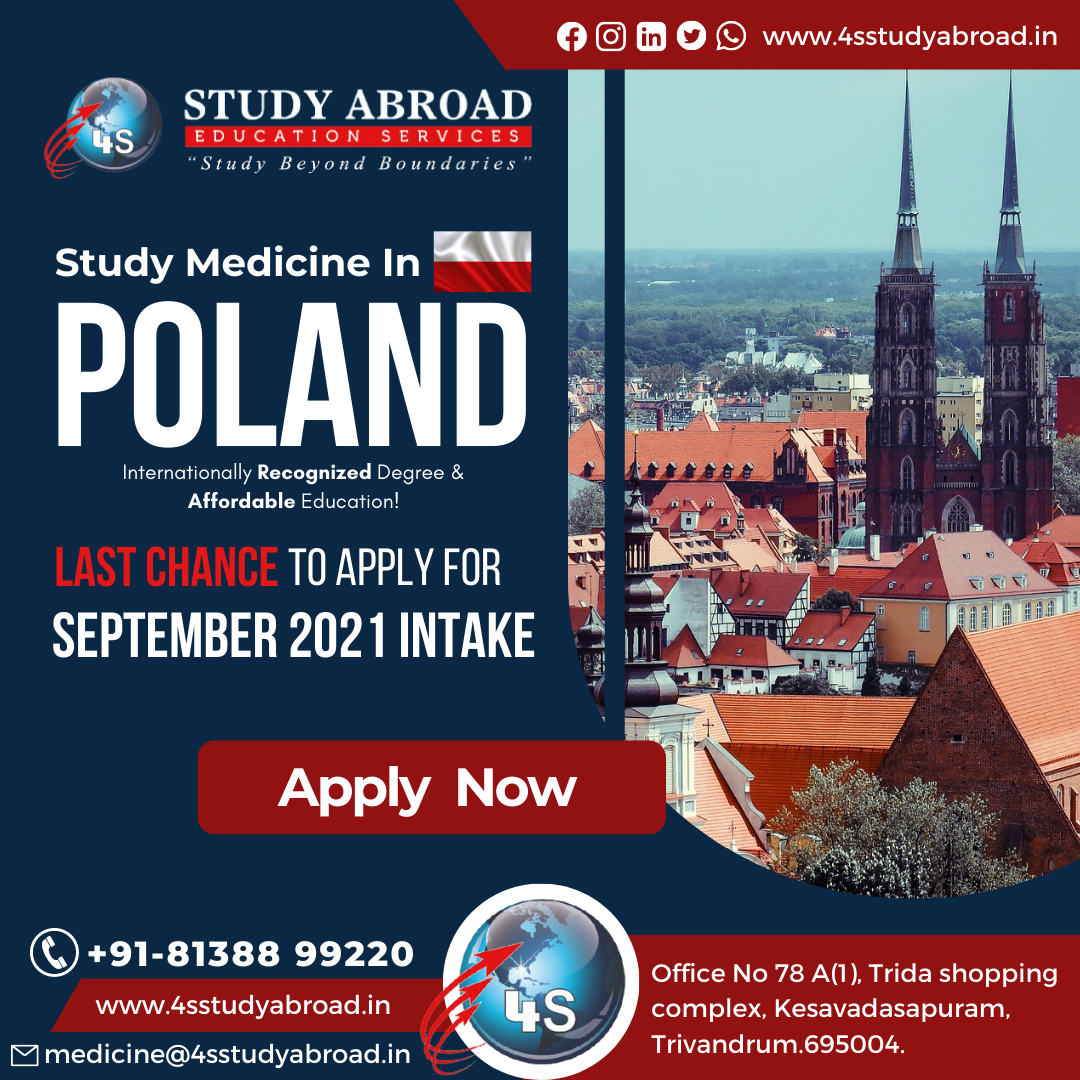 www.4sstudyabroad.in
4S
STUDY ABROAD
EDUCATION SERVICES
"Study Beyond Boundaries"
Study Medicine In
POLAND
Internationally Recognized Degree &
Affordable Education!
LAST CHANCE TO APPLY FOR
SEPTEMBER 2021 INTAKE
Apply Now
+91-81388 99220
www.4sstudyabroad.in
medicine@4sstudyabroad.in
4S
Office No 78 A(1), Trida shopping
complex, Kesavadasapuram,
Trivandrum.695004.